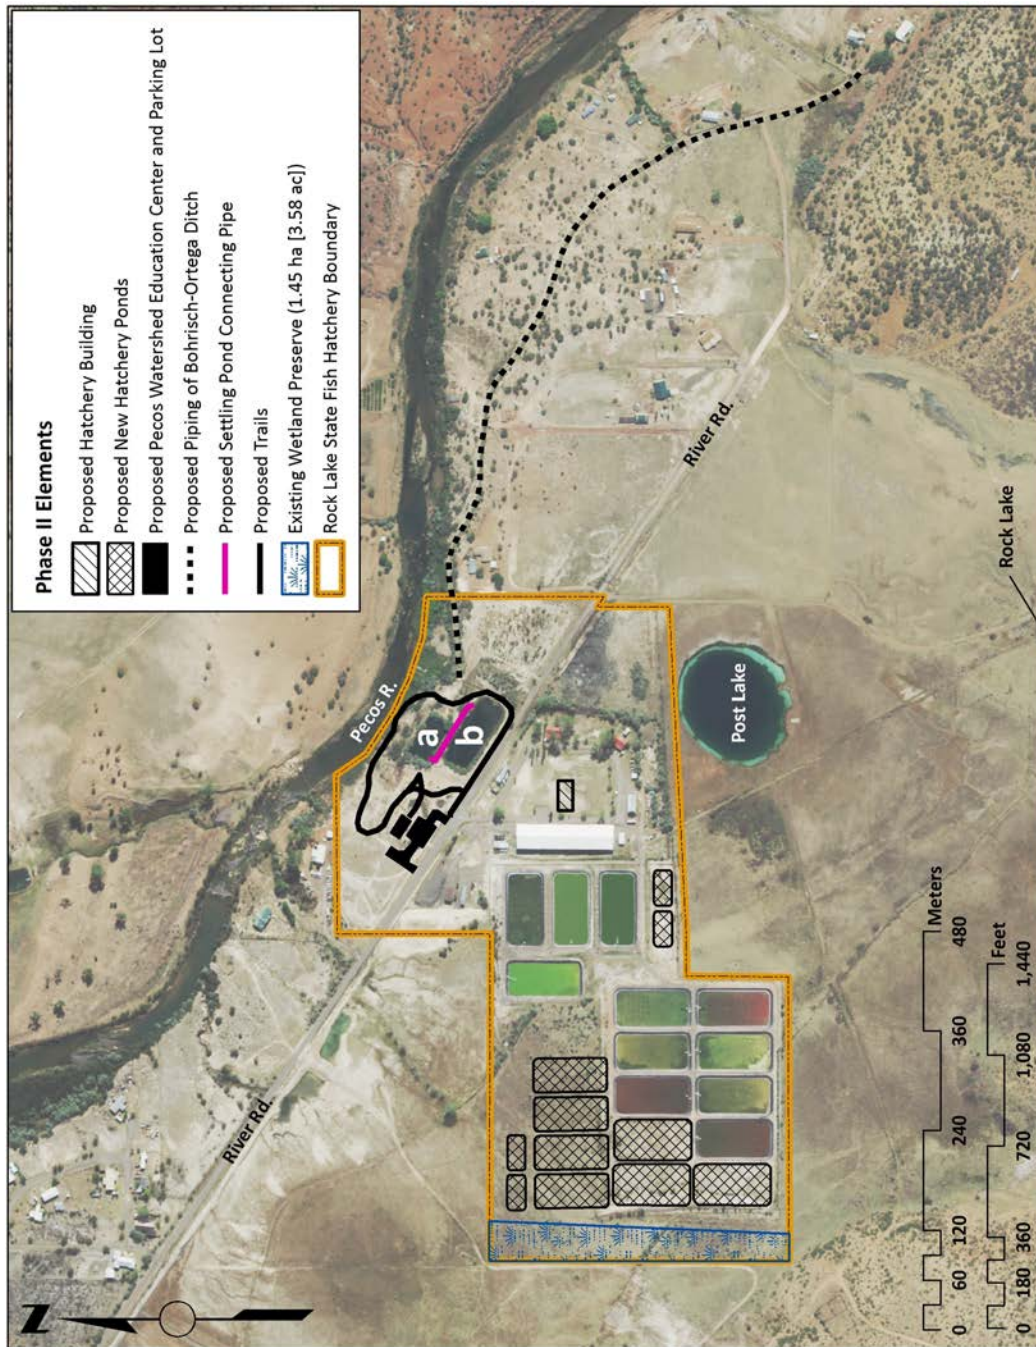 Phase II Elements
Proposed Hatchery Building
Proposed New Hatchery Ponds
Proposed Pecos Watershed Education Center and Parking Lot
Proposed Piping of Bohrisch-Ortega Ditch
Proposed Settling Pond Connecting Pipe
Proposed Trails
Existing Wetland Preserve (1.45 ha [3.58 ac])
Rock Lake State Fish Hatchery Boundary
N
River Rd.
Pecos R.
a
b
River Rd.
Post Lake
Rock Lake
0 60 120 240 360 480
Meters
0 180 360 720 1,080 1,440
Feet